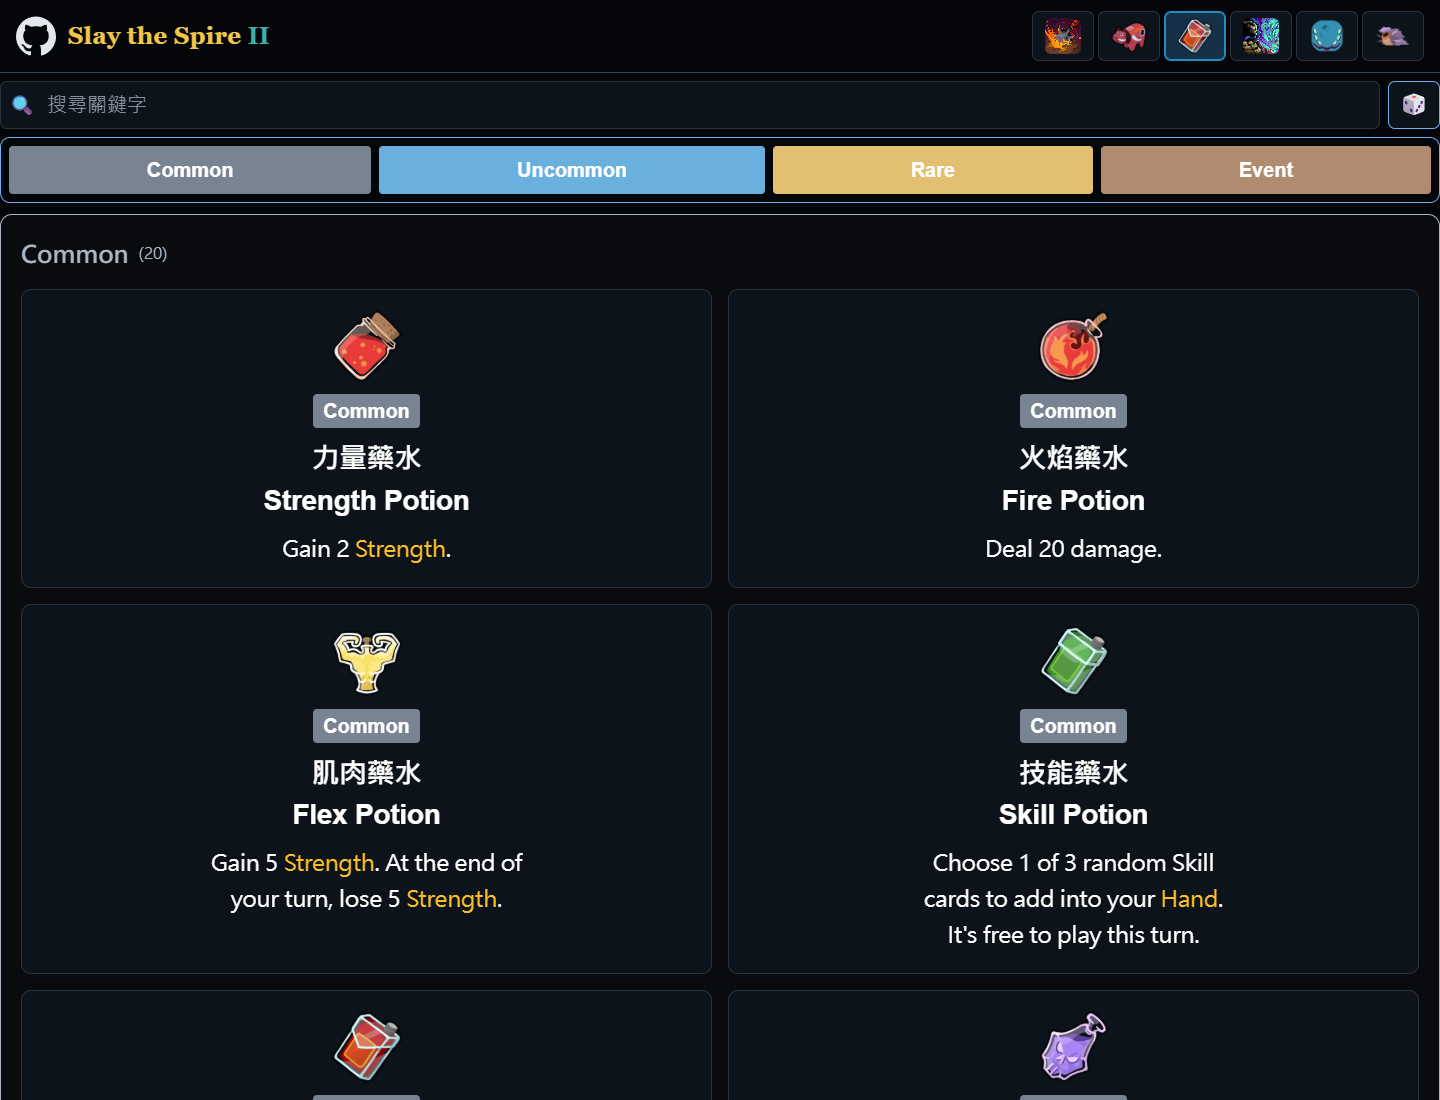 Slay the Spire II
搜尋關鍵字
Common
Uncommon
Rare
Event
Common (20)
Common
力量藥水
Strength Potion
Gain 2 Strength.
Common
火焰藥水
Fire Potion
Deal 20 damage.
Common
肌肉藥水
Flex Potion
Gain 5 Strength. At the end of
your turn, lose 5 Strength.
Common
技能藥水
Skill Potion
Choose 1 of 3 random Skill
cards to add into your Hand.
It's free to play this turn.